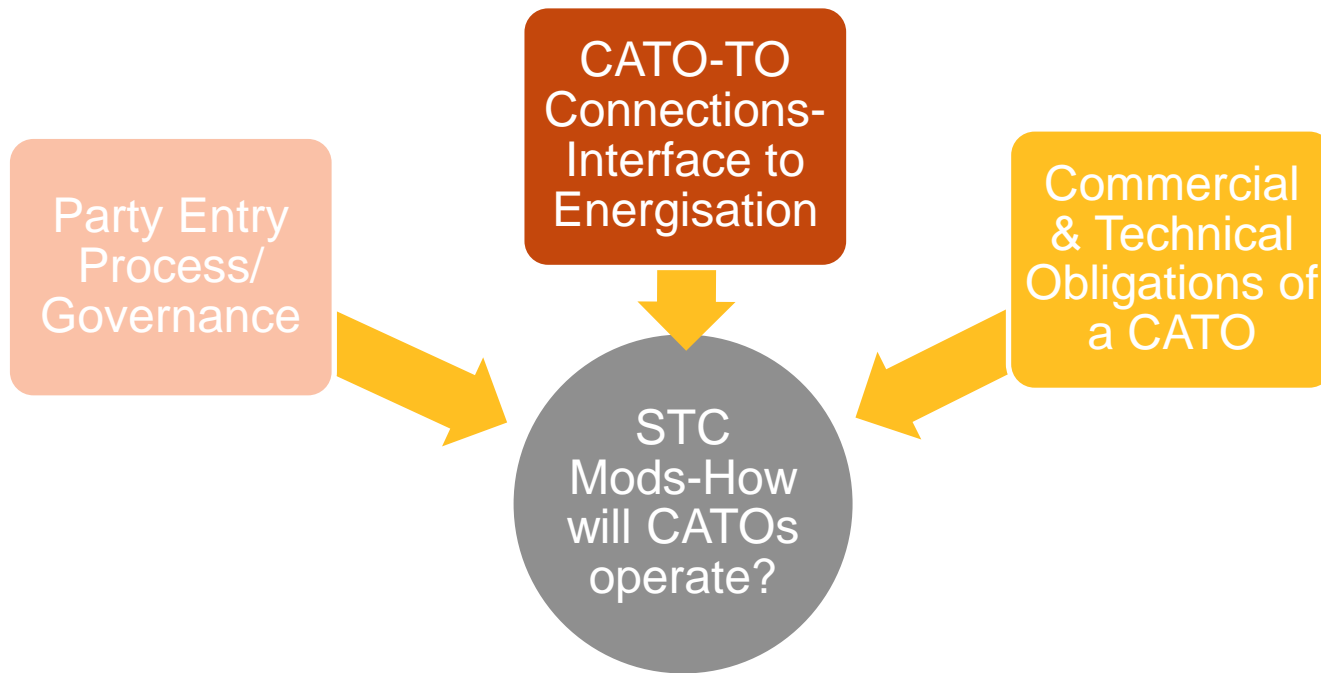 CATO-TO
Connections-
Interface to
Energisation
Party Entry
Process/
Governance
Commercial
& Technical
Obligations of
a CATO
STC
Mods-How
will CATOs
operate?